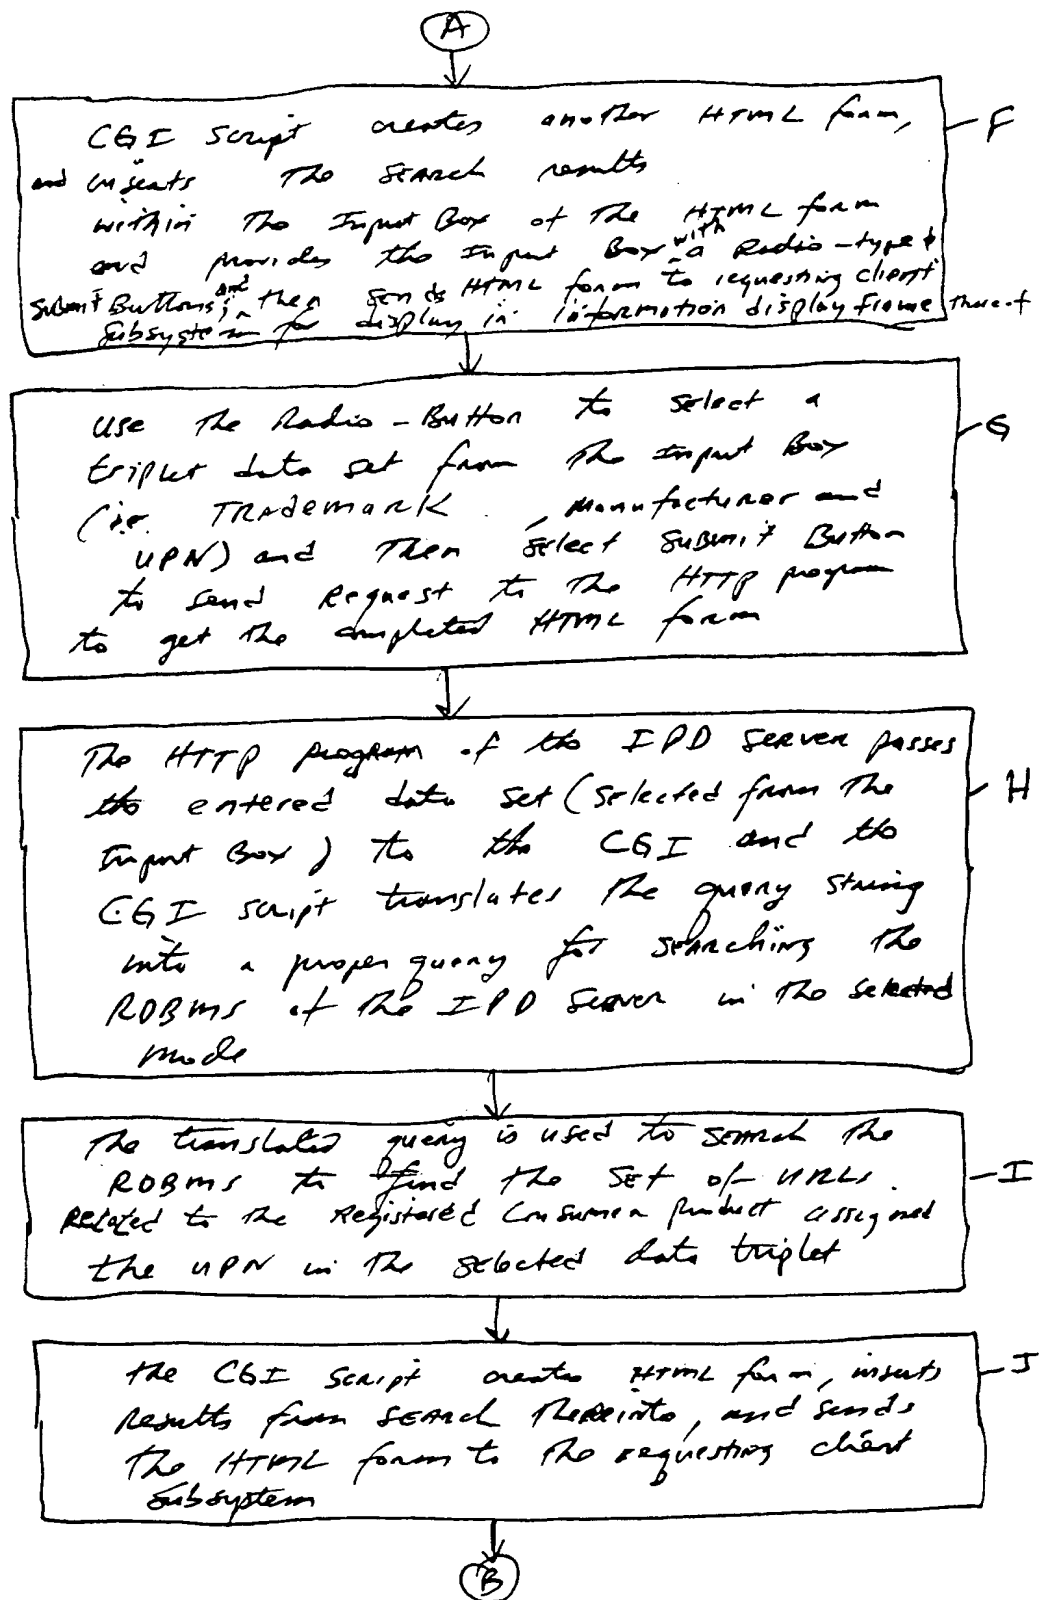 A
CGI Script creates another HTML form,
and inserts the SEARCH results
within the Input Box of the HTML form
and provides the Input Box with a Radio-type &
Submit Buttons; and then sends HTML form to requesting client
Subsystem for display in information display frame thereof
F
Use the Radio-Button to select a
triplet data set from the Input Box
(i.e. TRAdemARK, Manufacturer and
UPN) and Then select Submit Button
to send Request to the HTTP program
to get the completed HTML form
G
The HTTP program of the IPD Server passes
the entered data set (selected from the
Input Box) to the CGI and the
CGI script translates the query string
into a proper query for searching the
RDBMS of the IPD Server in the selected
mode
H
The translated query is used to SEARCH the
RDBMS to find the SET of URLs
Related to the Registered Consumer product assigned
the UPN in the selected data triplet
I
the CGI Script creates HTML form, inserts
Results from SEARCH Thereinto, and sends
the HTML form to the requesting client
Subsystem
J
B